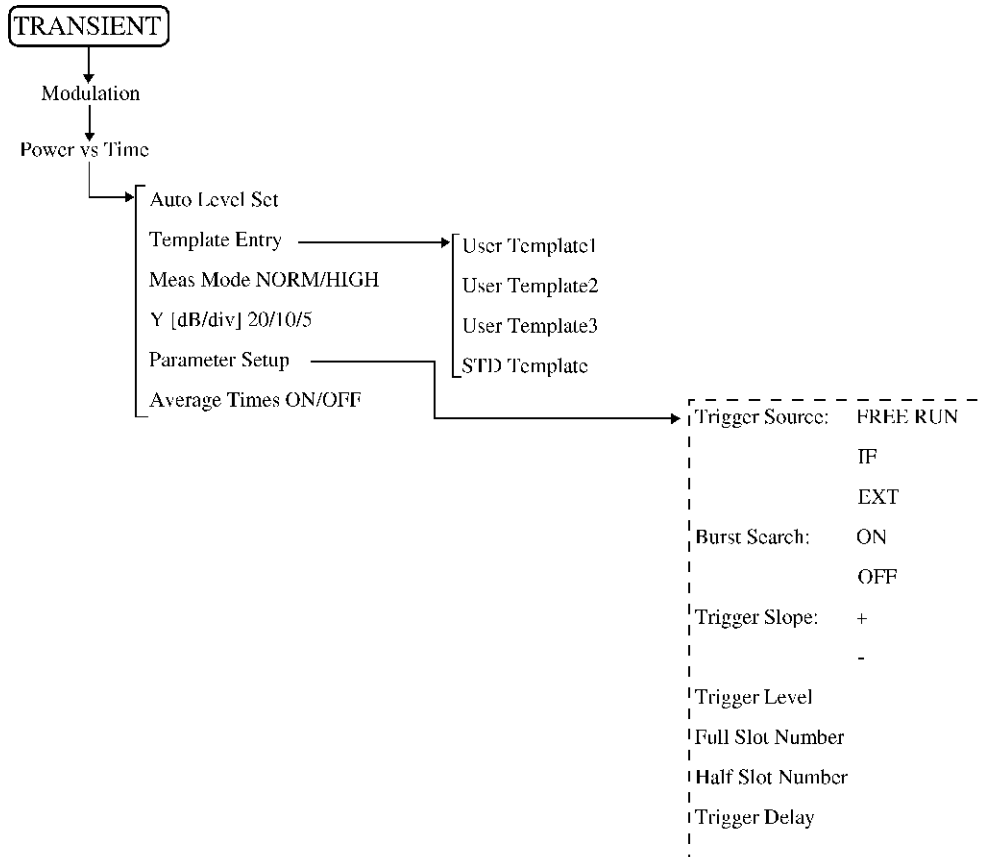 TRANSIENT
Modulation
Power vs Time
Auto Level Set
Template Entry
Meas Mode NORM/HIGH
Y [dB/div] 20/10/5
Parameter Setup
Average Times ON/OFF
User Template1
User Template2
User Template3
STD Template
Trigger Source: FREE RUN
IF
EXT
Burst Search: ON
OFF
Trigger Slope: +
-
Trigger Level
Full Slot Number
Half Slot Number
Trigger Delay